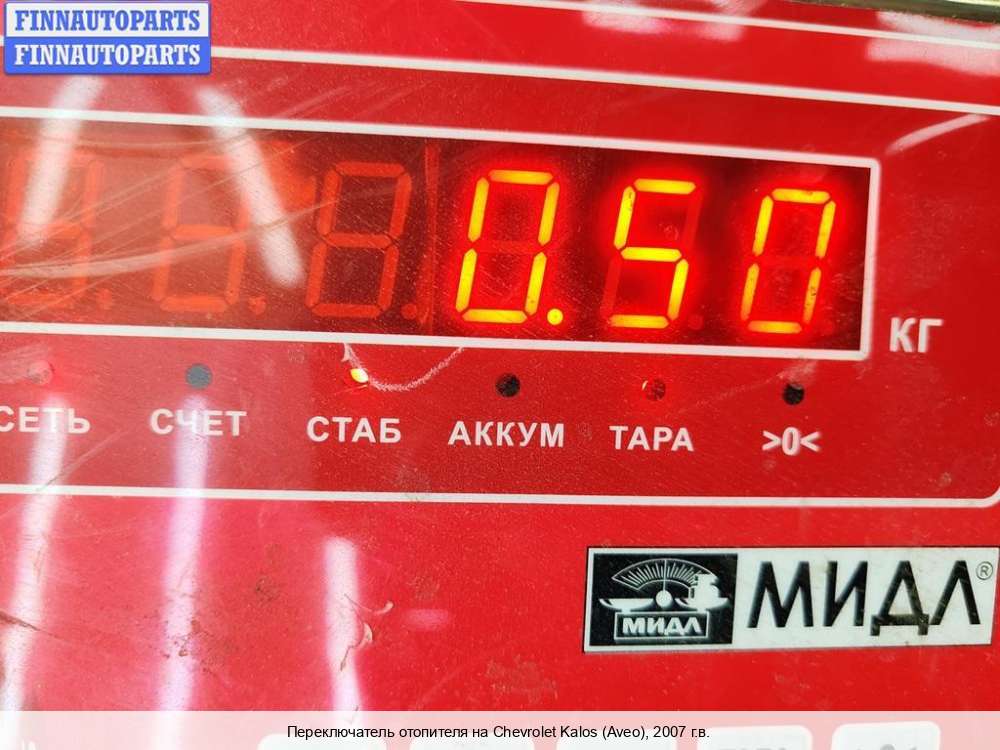 FINNAUTOPARTS
FINNAUTOPARTS
0.50
КГ
СЕТЬ СЧЕТ СТАБ АККУМ ТАРА >0<
МИДЛ МИДЛ®
Переключатель отопителя на Chevrolet Kalos (Aveo), 2007 г.в.